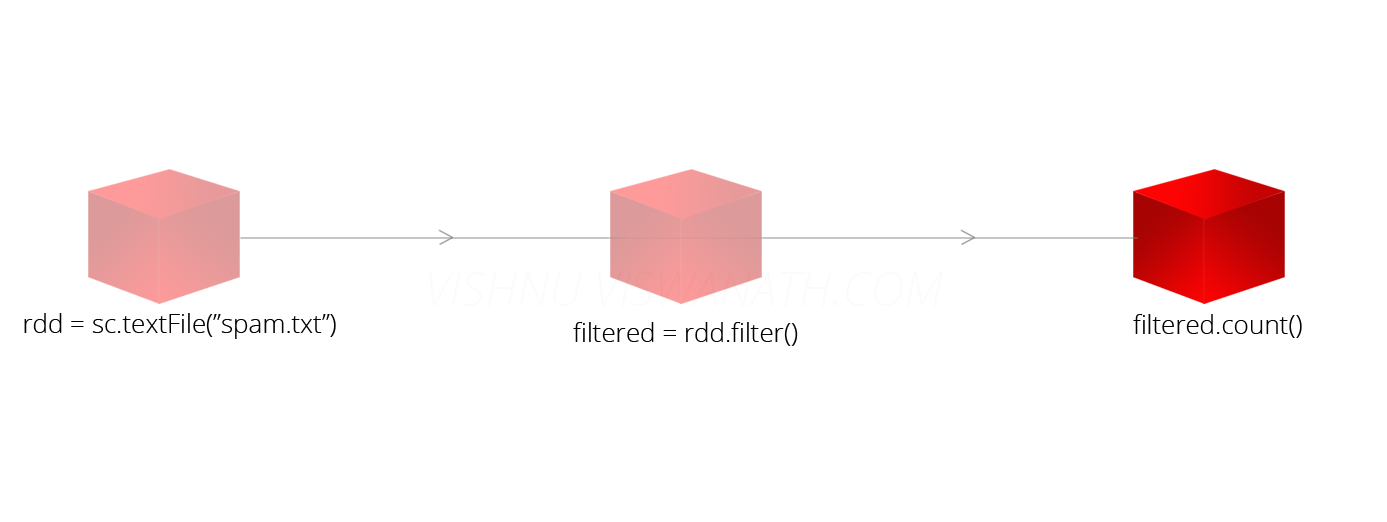 VISHNU VISWANATH.COM
rdd = sc.textFile(”spam.txt”)
filtered = rdd.filter()
filtered.count()